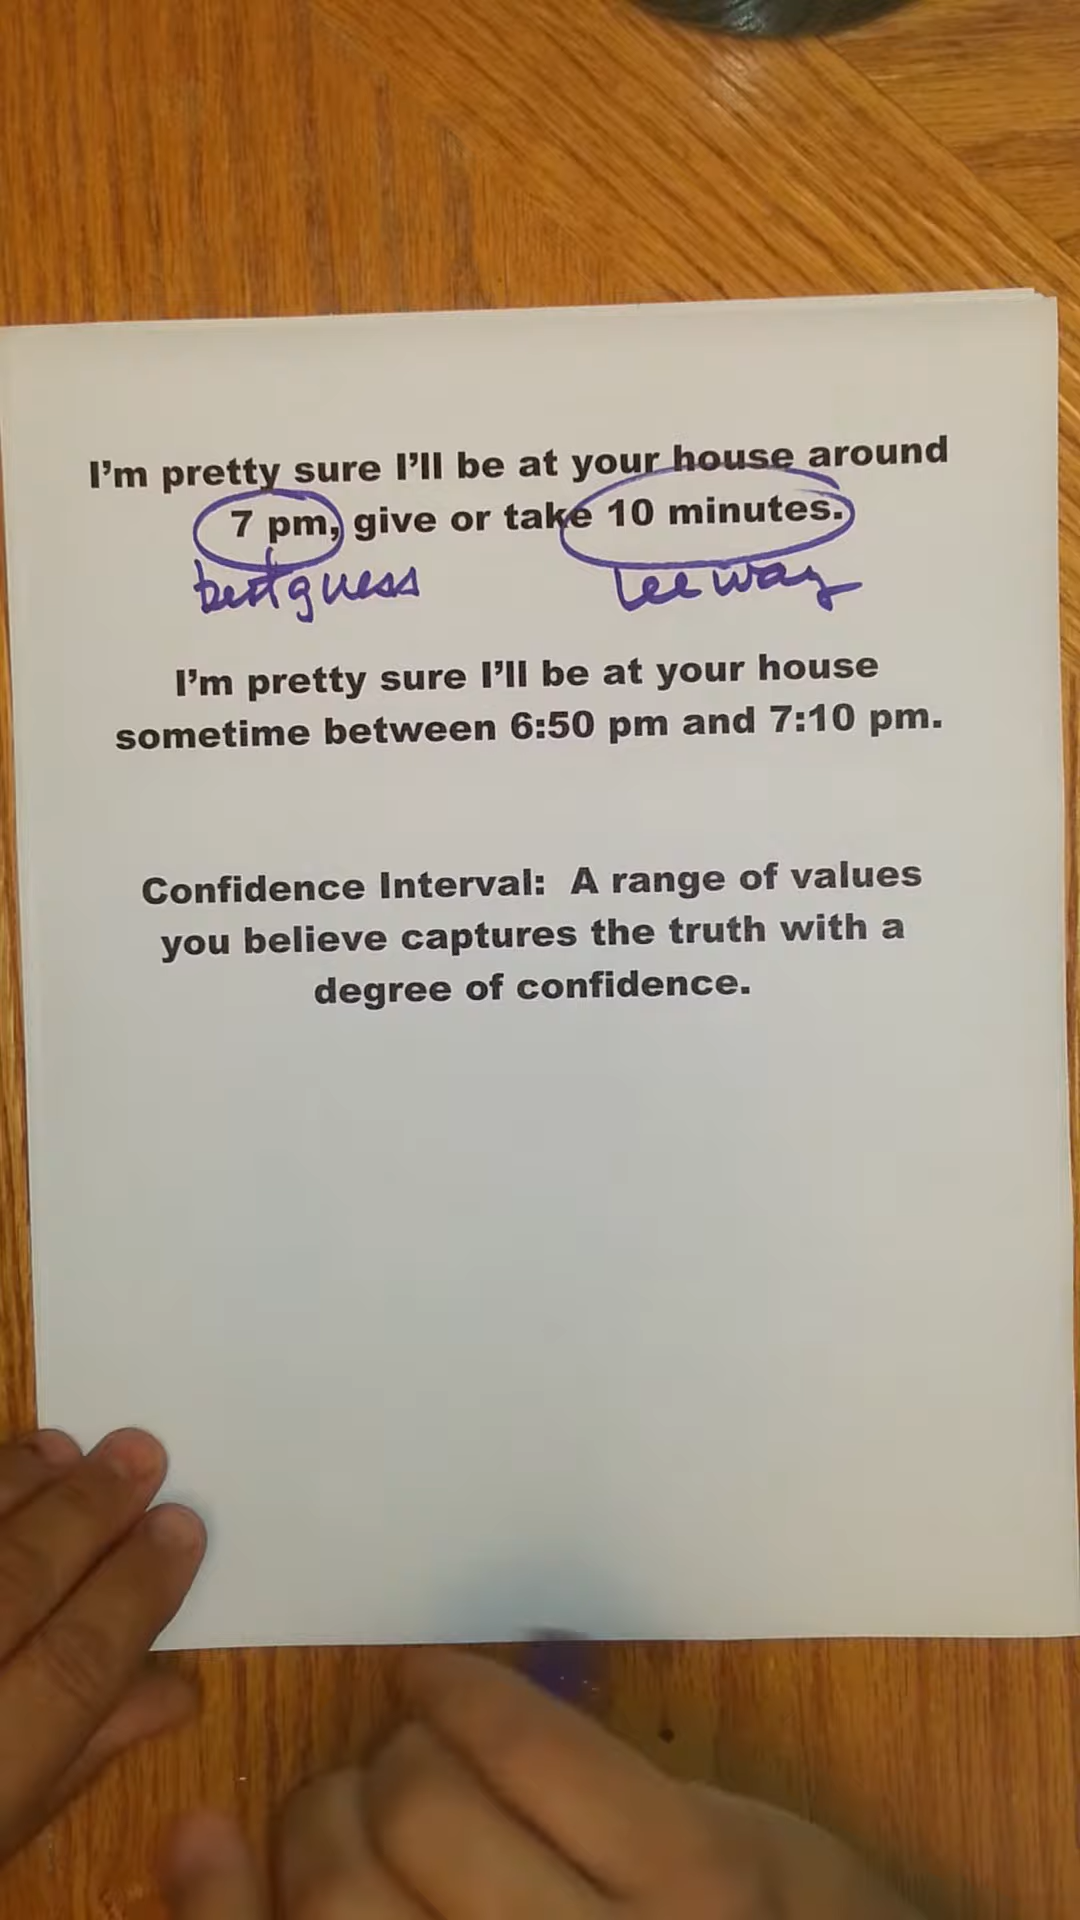 I'm pretty sure I'll be at your house around
7 pm, give or take 10 minutes.
best guess leeway
I'm pretty sure I'll be at your house
sometime between 6:50 pm and 7:10 pm.
Confidence Interval: A range of values
you believe captures the truth with a
degree of confidence.